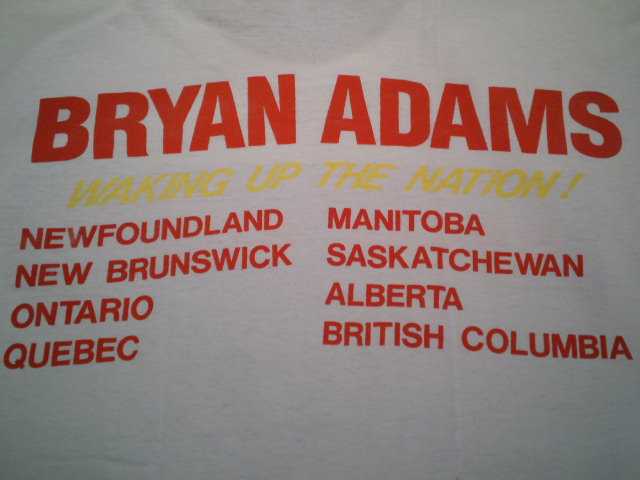 BRYAN ADAMS
WAKING UP THE NATION!
NEWFOUNDLAND
NEW BRUNSWICK
ONTARIO
QUEBEC
MANITOBA
SASKATCHEWAN
ALBERTA
BRITISH COLUMBIA